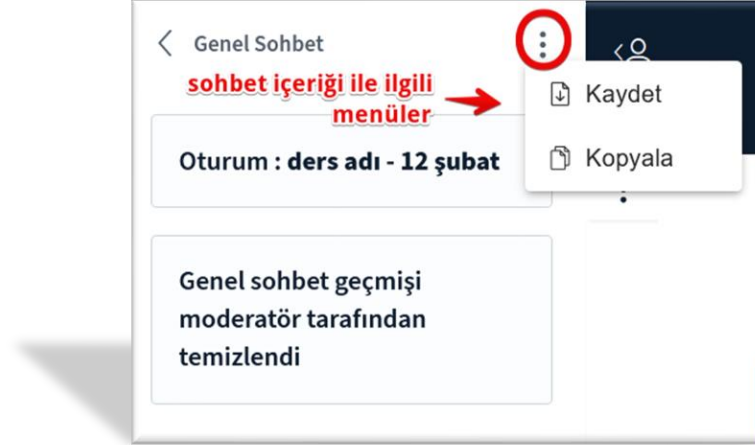 Genel Sohbet
sohbet içeriği ile ilgili
menüler
Kaydet
Kopyala
Oturum : ders adı - 12 şubat
Genel sohbet geçmişi
moderatör tarafından
temizlendi